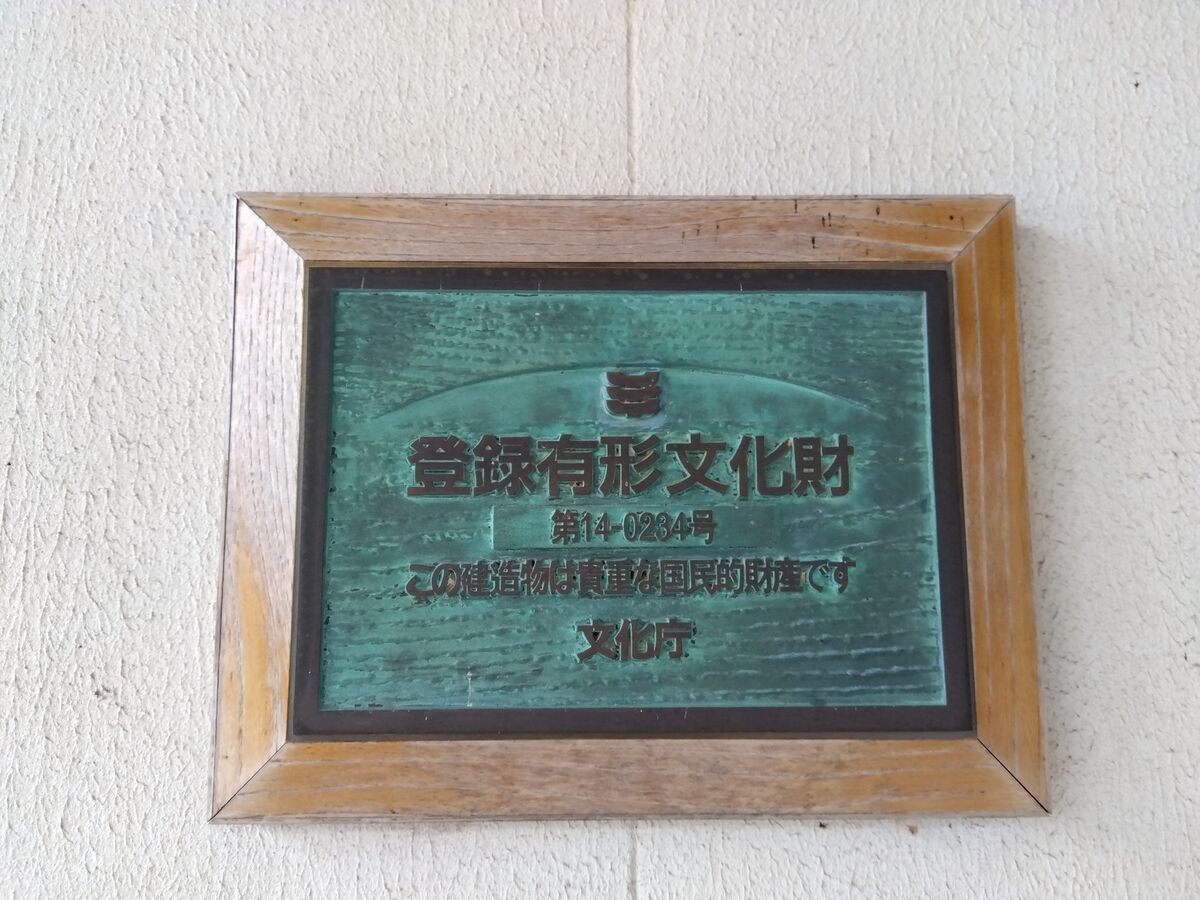 登録有形文化財
第14-0234号
この建造物は貴重な国民的財産です
文化庁